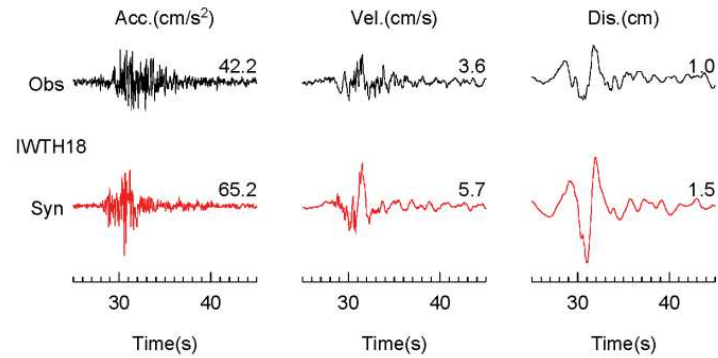 Acc.(cm/s²) Vel.(cm/s) Dis.(cm)
Obs 42.2 3.6 1.0
IWTH18
Syn 65.2 5.7 1.5
30 40 30 40 30 40
Time(s) Time(s) Time(s)